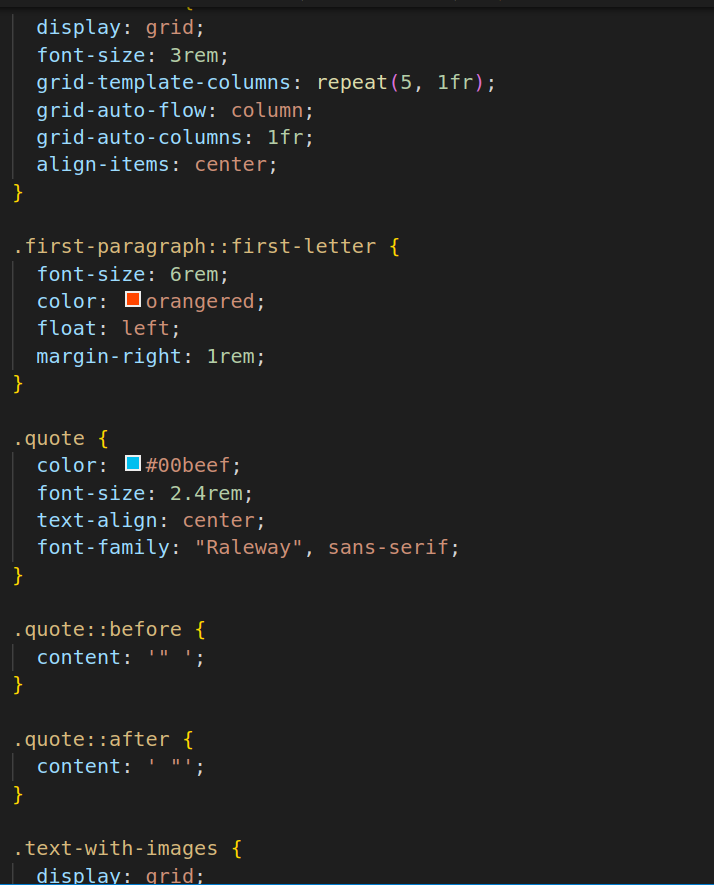 {
display: grid;
font-size: 3rem;
grid-template-columns: repeat(5, 1fr);
grid-auto-flow: column;
grid-auto-columns: 1fr;
align-items: center;
}
.first-paragraph::first-letter {
font-size: 6rem;
color: orangered;
float: left;
margin-right: 1rem;
}
.quote {
color: #00beef;
font-size: 2.4rem;
text-align: center;
font-family: "Raleway", sans-serif;
}
.quote::before {
content: '" ';
}
.quote::after {
content: ' "';
}
.text-with-images {
display: grid;